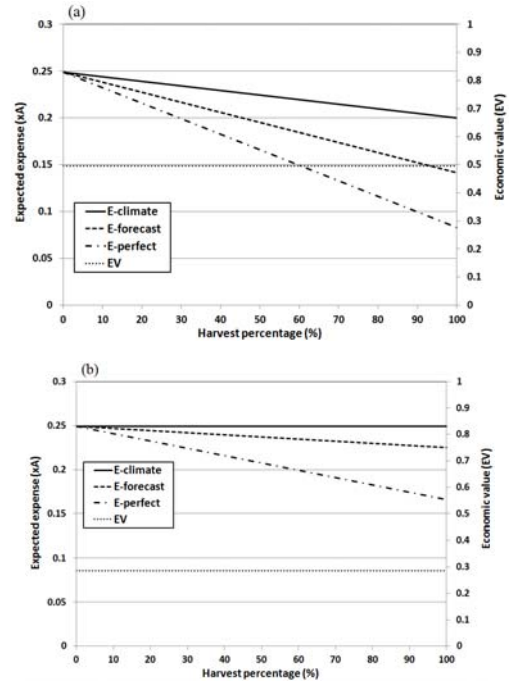 (a)
0.3
0.25
0.2
0.15
0.1
0.05
0
Expected expense (xA)
E-climate
E-forecast
E-perfect
EV
1
0.9
0.8
0.7
0.6
0.5
0.4
0.3
0.2
0.1
0
Economic value (EV)
0 10 20 30 40 50 60 70 80 90 100
Harvest percentage (%)
(b)
0.3
0.25
0.2
0.15
0.1
0.05
0
Expected expense (xA)
E-climate
E-forecast
E-perfect
EV
1
0.9
0.8
0.7
0.6
0.5
0.4
0.3
0.2
0.1
0
Economic value (EV)
0 10 20 30 40 50 60 70 80 90 100
Harvest percentage (%)